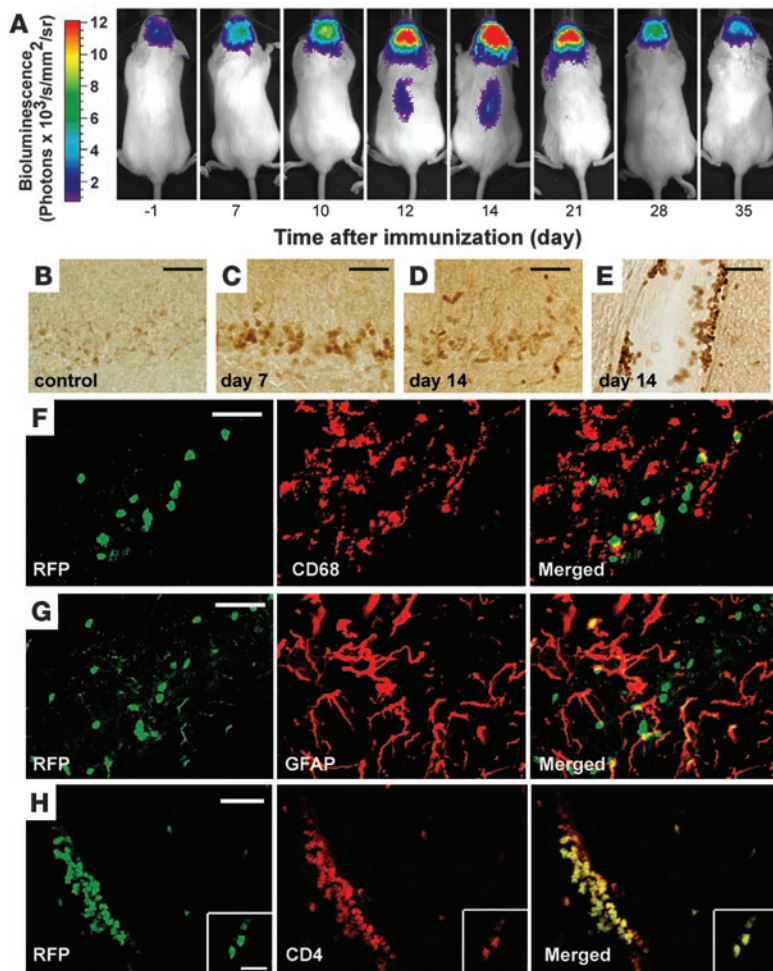 A
Bioluminescence
(Photons x 10³/s/mm²/sr)
12
10
8
6
4
2
-1 7 10 12 14 21 28 35
Time after immunization (day)
B
control
C
day 7
D
day 14
E
day 14
F
RFP
CD68
Merged
G
RFP
GFAP
Merged
H
RFP
CD4
Merged